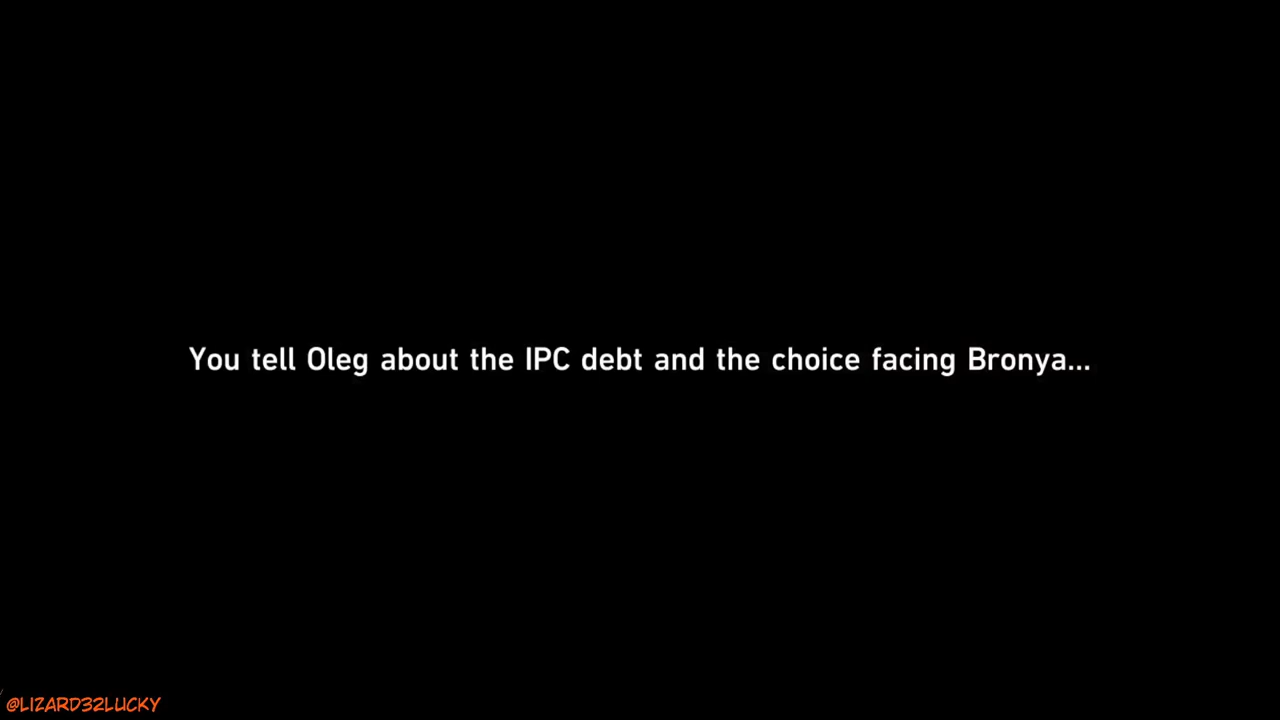 You tell Oleg about the IPC debt and the choice facing Bronya...
@LIZARD32LUCKY